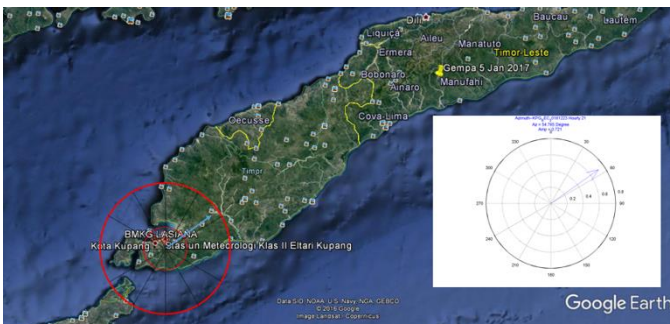 Dili
Baucau
Lautem
Liquiçá
Aileu
Manatuto
Ermera
Timor-Leste
Gempa 5 Jan 2017
Bobonaro
Manufahi
Ainaro
Cova-Lima
Oecusse
Timor
BMKG LASIANA
Kota Kupang
Stasiun Meteorologi Klas II Eltari Kupang
0
330
30
300
60
270
90
240
120
210
150
180
0.2
0.4
0.6
0.8
Data SIO, NOAA, U.S. Navy, NGA, GEBCO
© 2016 Google
Image Landsat / Copernicus
Google Earth